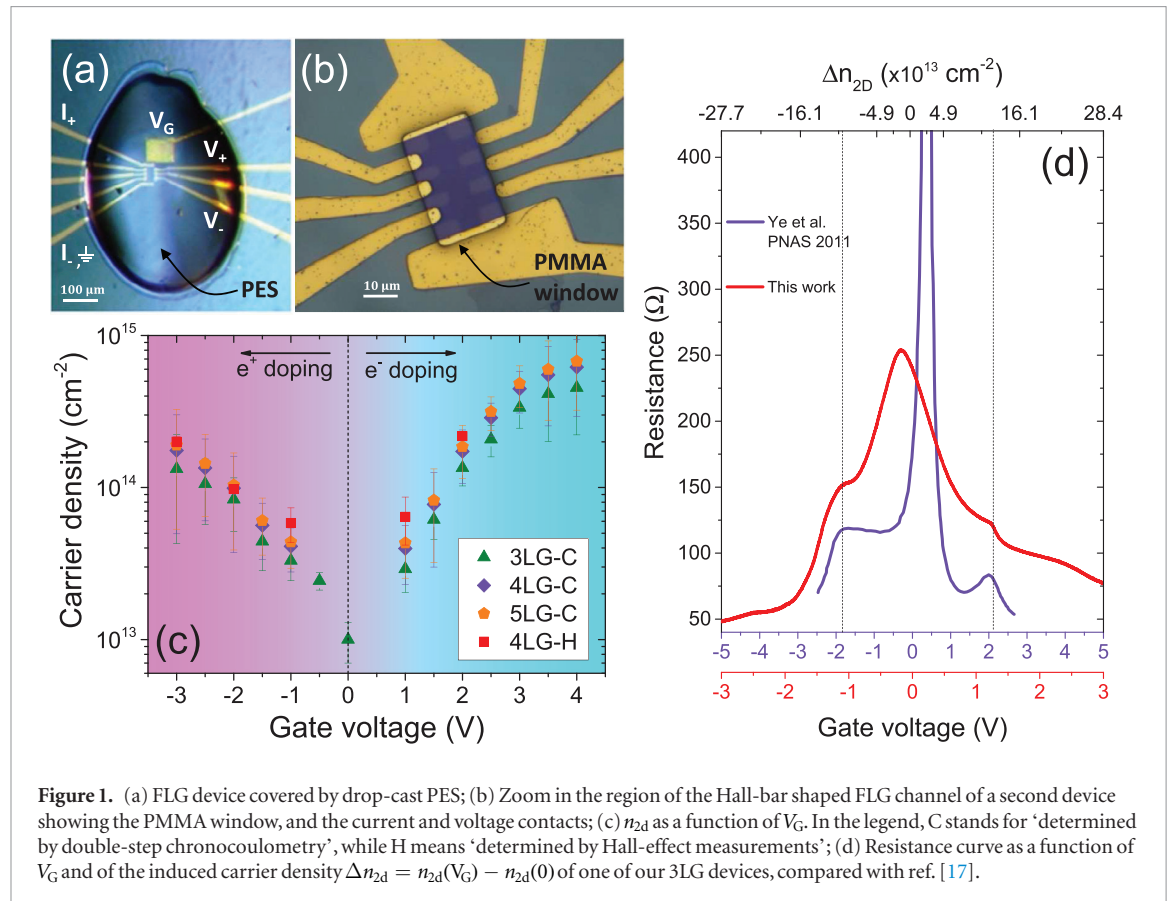 (a)
I+
VG
V+
V-
I-,
100 μm
PES
(b)
10 μm
PMMA
window
Carrier density (cm-2)
10^15
10^14
10^13
e+ doping
e- doping
(c)
3LG-C
4LG-C
5LG-C
4LG-H
-3 -2 -1 0 1 2 3 4
Gate voltage (V)
Δn2D (x10^13 cm-2)
-27.7 -16.1 -4.9 0 4.9 16.1 28.4
(d)
Resistance (Ω)
400
350
300
250
200
150
100
50
Ye et al.
PNAS 2011
This work
-5 -4 -3 -2 -1 0 1 2 3 4 5
-3 -2 -1 0 1 2 3
Gate voltage (V)
Figure 1. (a) FLG device covered by drop-cast PES; (b) Zoom in the region of the Hall-bar shaped FLG channel of a second device
showing the PMMA window, and the current and voltage contacts; (c) n2d as a function of VG. In the legend, C stands for ‘determined
by double-step chronocoulometry’, while H means ‘determined by Hall-effect measurements’; (d) Resistance curve as a function of
VG and of the induced carrier density Δn2d = n2d(VG) − n2d(0) of one of our 3LG devices, compared with ref. [17].